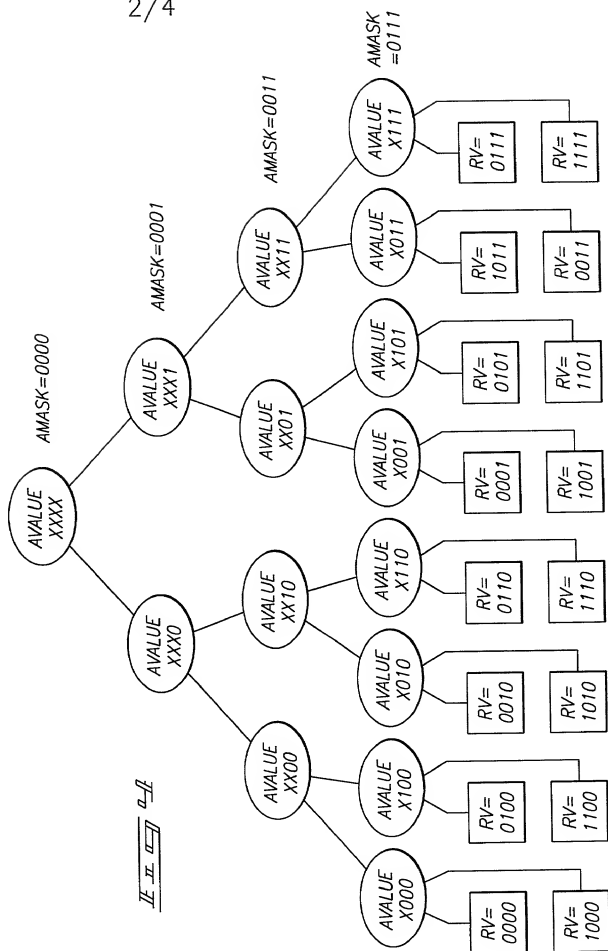 2/4
AMASK=0000
AVALUE
XXXX
AMASK=0001
AVALUE
XXX0
AVALUE
XXX1
AMASK=0011
AVALUE
XX00
AVALUE
XX10
AVALUE
XX01
AVALUE
XX11
AMASK
=0111
AVALUE
X000
AVALUE
X100
AVALUE
X010
AVALUE
X110
AVALUE
X001
AVALUE
X101
AVALUE
X011
AVALUE
X111
RV=
0000
RV=
0100
RV=
0010
RV=
0110
RV=
0001
RV=
0101
RV=
1011
RV=
0111
RV=
1000
RV=
1100
RV=
1010
RV=
1110
RV=
1001
RV=
1101
RV=
0011
RV=
1111